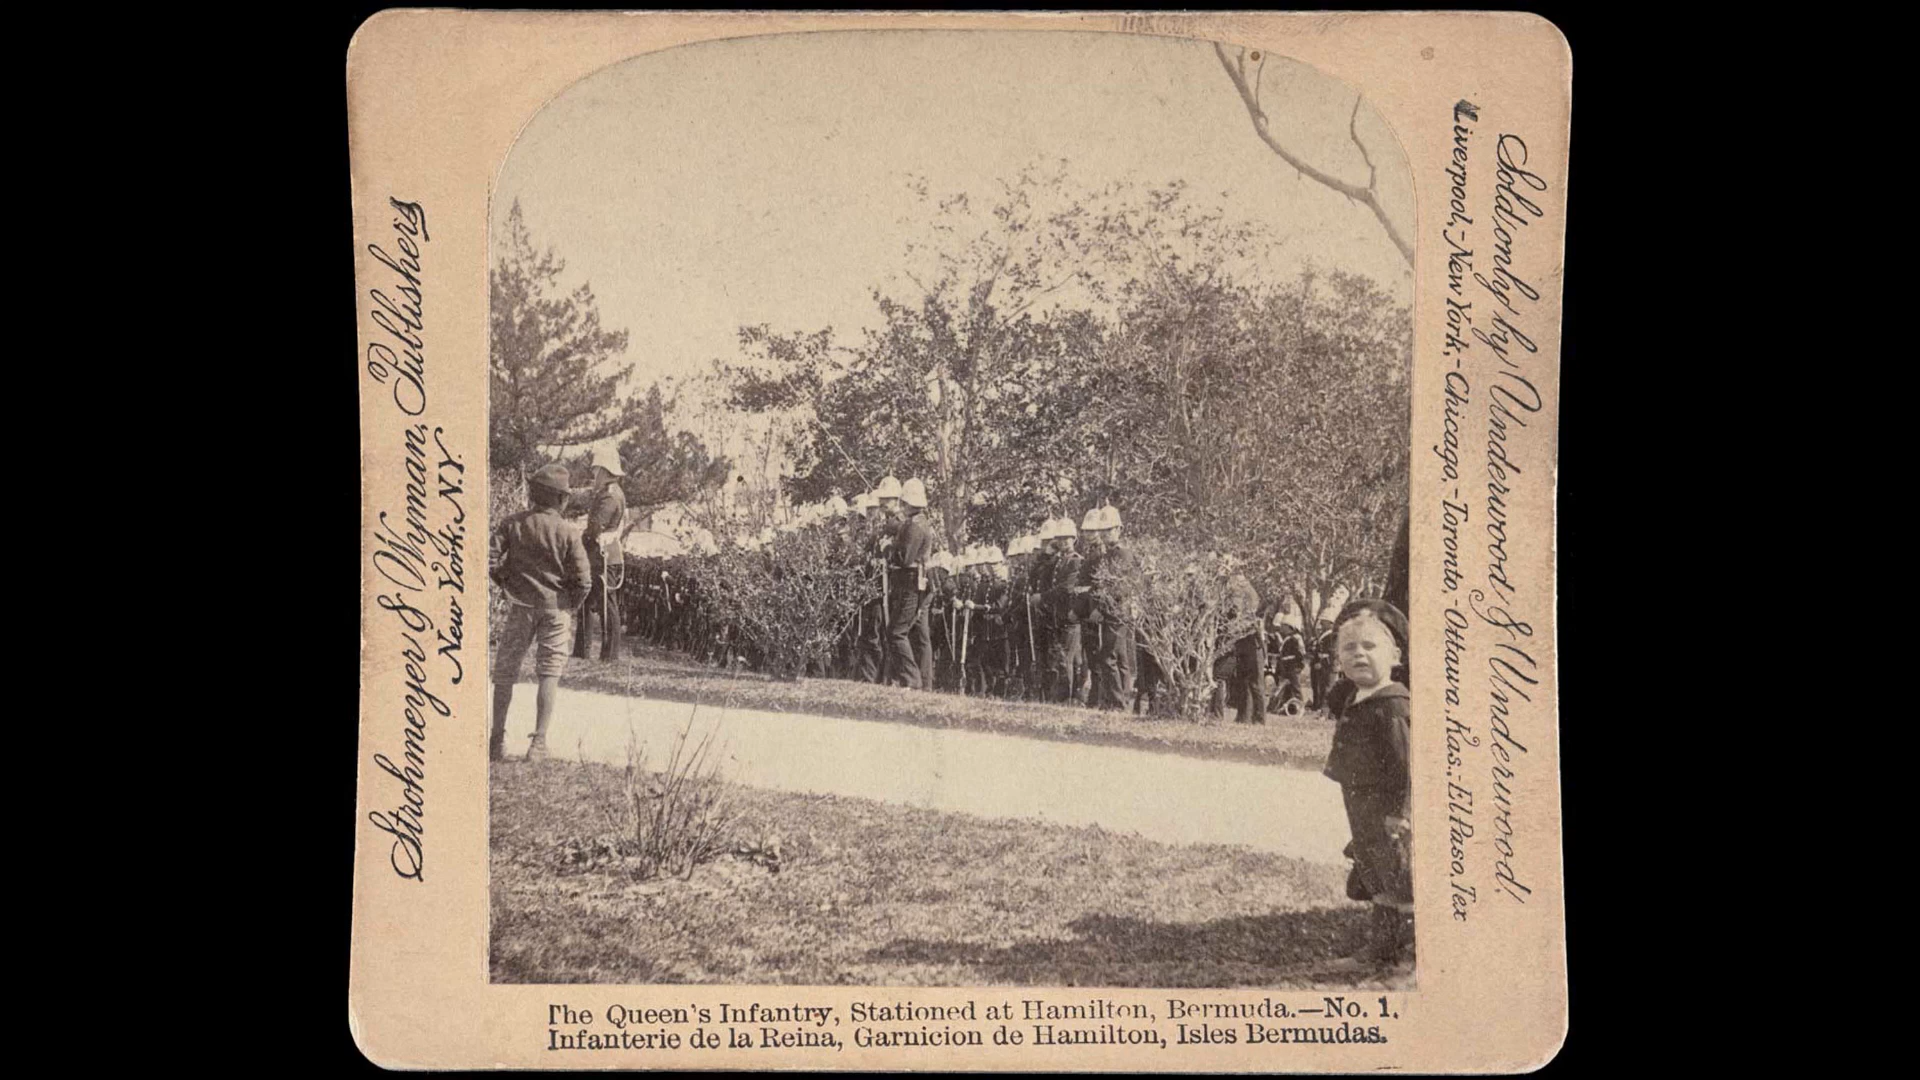 Strohmeyer & Wyman, Publishers
New York, N.Y.
Sold only by Underwood & Underwood.
Liverpool,-New York,-Chicago,-Toronto,-Ottawa, Kas.,-El Paso, Tex
The Queen's Infantry, Stationed at Hamilton, Bermuda.—No. 1.
Infanterie de la Reina, Garnicion de Hamilton, Isles Bermudas.